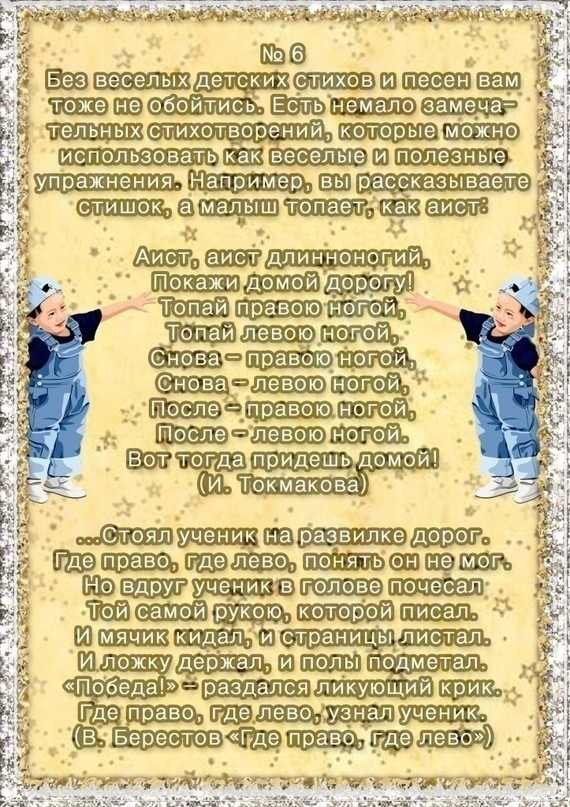 № 6
Без веселых детских стихов и песен вам
тоже не обойтись. Есть немало замеча-
тельных стихотворений, которые можно
использовать как веселые и полезные
упражнения. Например, вы рассказываете
стишок, а малыш топает, как аист:
Аист, аист длинноногий,
Покажи домой дорогу!
Топай правою ногой,
Топай левою ногой,
Снова – правою ногой,
Снова – левою ногой,
После – правою ногой,
После – левою ногой.
Вот тогда придешь домой!
(И. Токмакова)
...Стоял ученик на развилке дорог.
Где право, где лево, понять он не мог.
Но вдруг ученик в голове почесал
Той самой рукою, которой писал.
И мячик кидал, и страницы листал.
И ложку держал, и полы подметал.
«Победа!» – раздался ликующий крик.
Где право, где лево, узнал ученик.
(В. Берестов «Где право, где лево»)